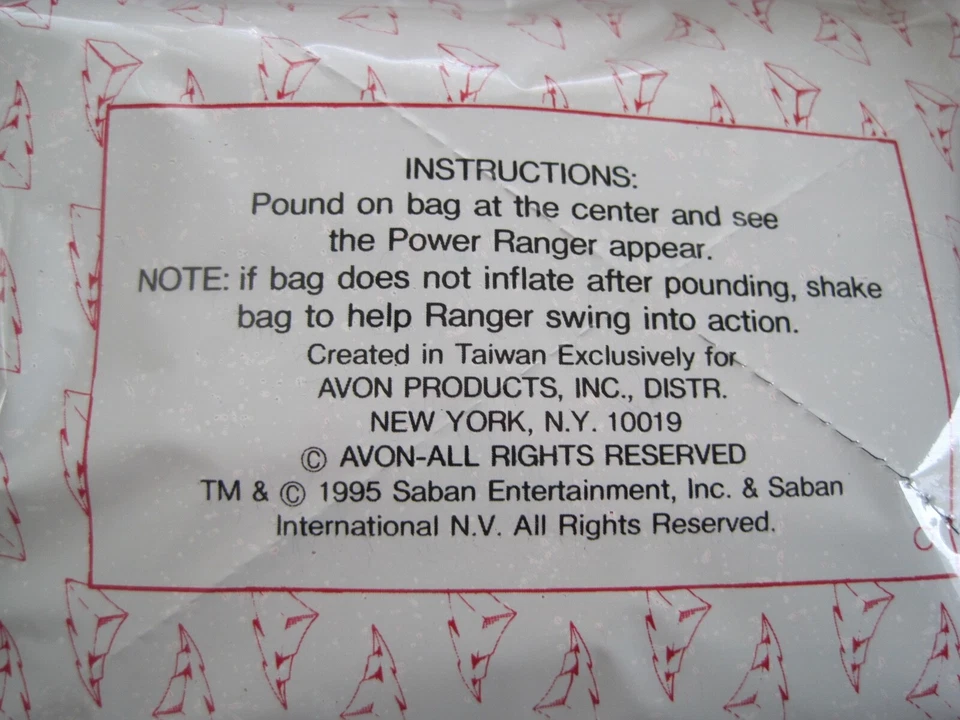 INSTRUCTIONS:
Pound on bag at the center and see
the Power Ranger appear.
NOTE: if bag does not inflate after pounding, shake
bag to help Ranger swing into action.
Created in Taiwan Exclusively for
AVON PRODUCTS, INC., DISTR.
NEW YORK, N.Y. 10019
© AVON-ALL RIGHTS RESERVED
TM & © 1995 Saban Entertainment, Inc. & Saban
International N.V. All Rights Reserved.